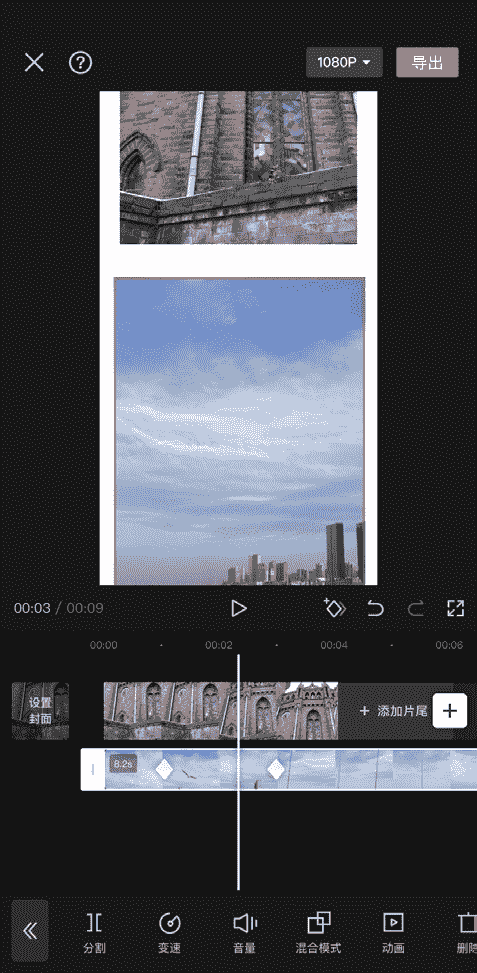 1080P
导出
00:03 / 00:09
00:00
00:02
00:04
00:06
设置
封面
+ 添加片尾
8.2s
分割
变速
音量
混合模式
动画
删除